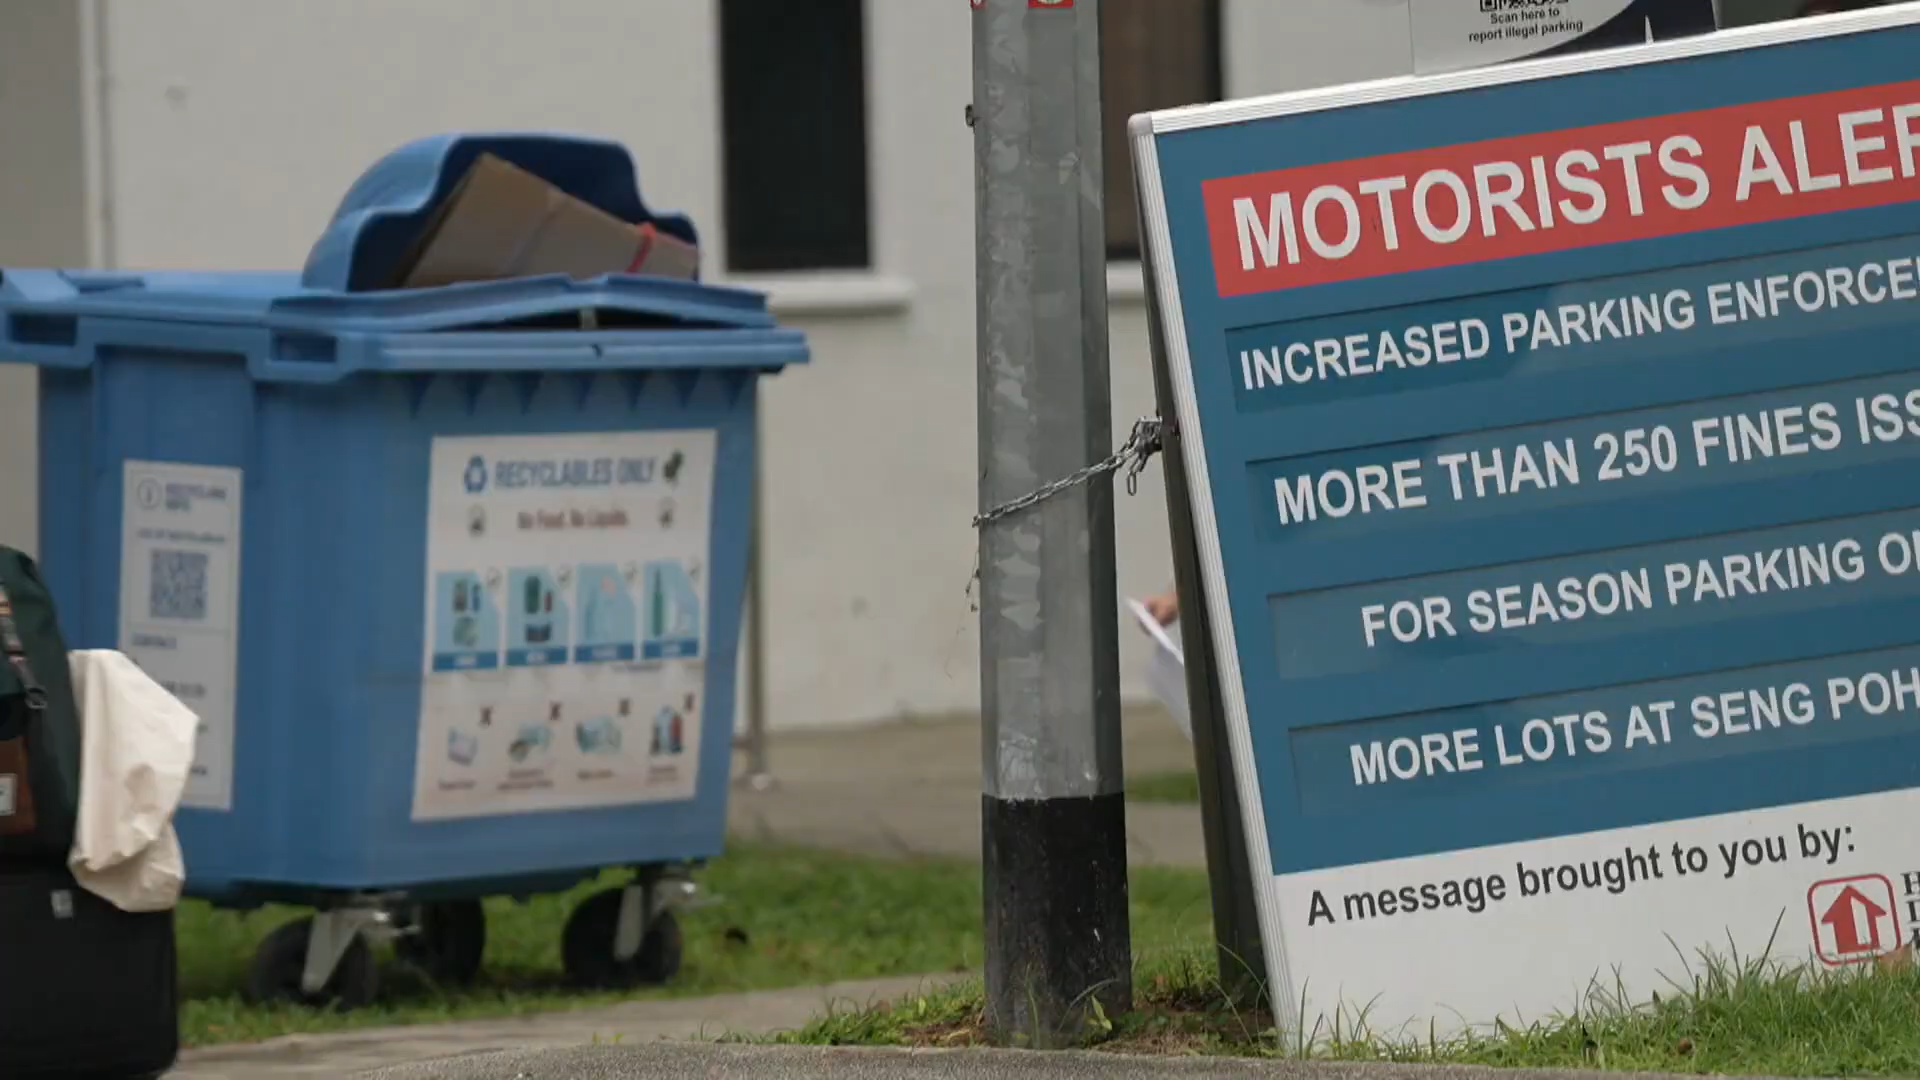 RECYCLABLES ONLY
No Food. No Liquids.
Scan here to
report illegal parking
MOTORISTS ALER
INCREASED PARKING ENFORCE
MORE THAN 250 FINES ISS
FOR SEASON PARKING O
MORE LOTS AT SENG POH
A message brought to you by: